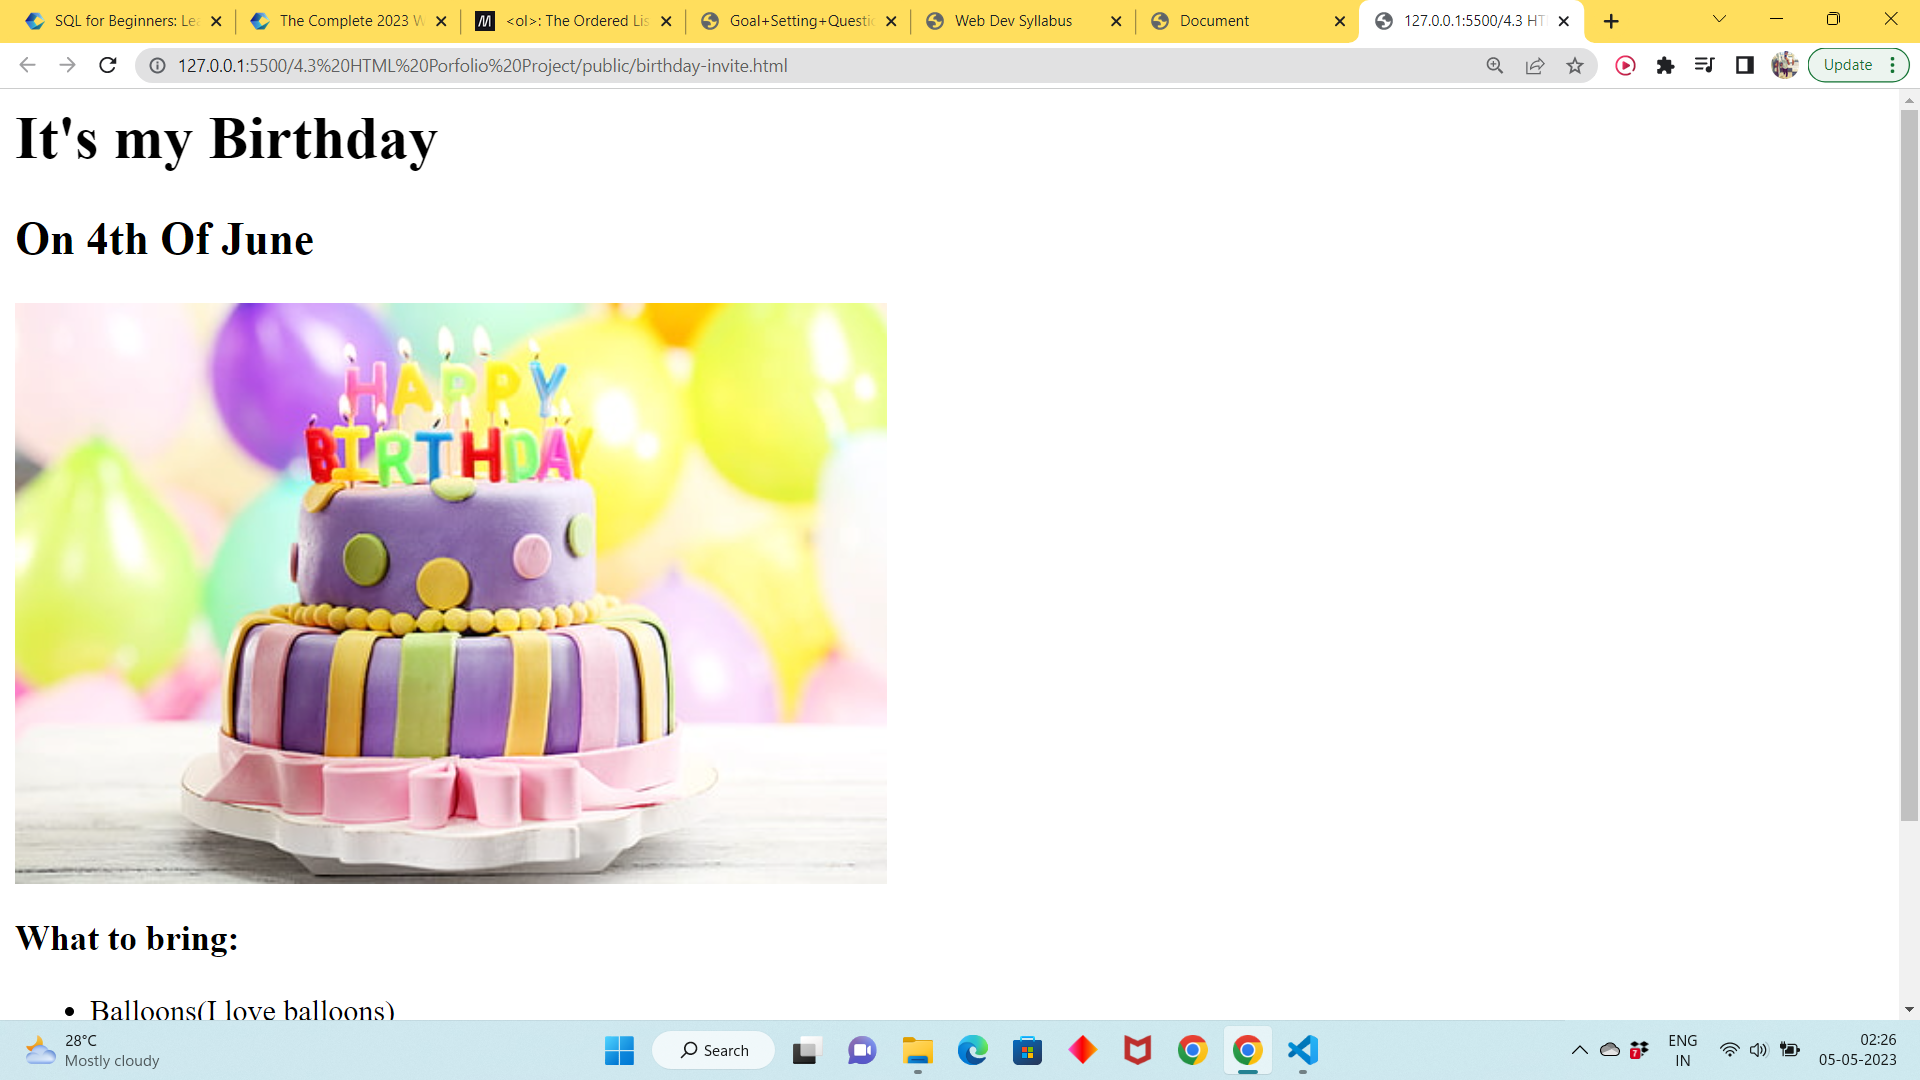 SQL for Beginners: Le
The Complete 2023 W
<ol>: The Ordered Lis
Goal+Setting+Questi
Web Dev Syllabus
Document
127.0.0.1:5500/4.3 HT
127.0.0.1:5500/4.3%20HTML%20Porfolio%20Project/public/birthday-invite.html
Update
It's my Birthday
On 4th Of June
HAPPY
BIRTHDAY
What to bring:
Balloons(I love balloons)
28°C
Mostly cloudy
Search
7
ENG
IN
02:26
05-05-2023